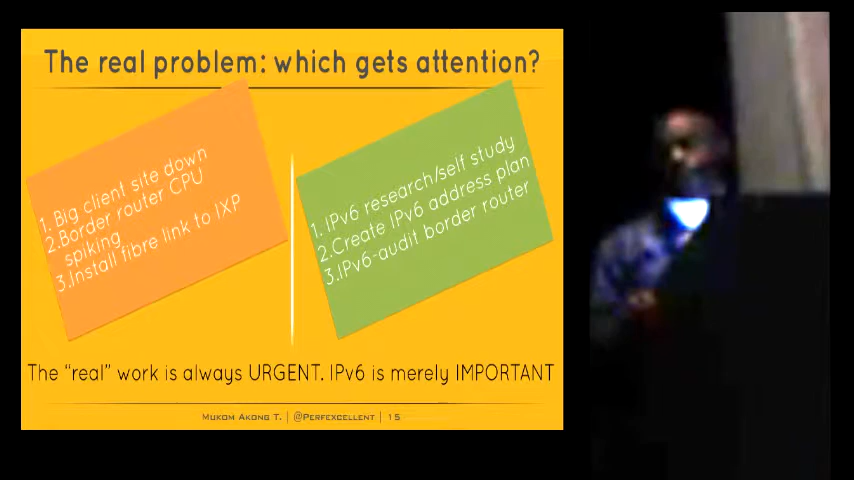 The real problem: which gets attention?
1. Big client site down
2.Border router CPU
spiking
3.Install fibre link to IXP
1. IPv6 research/self study
2.Create IPv6 address plan
3.IPv6-audit border router
The "real" work is always URGENT. IPv6 is merely IMPORTANT
Mukom Akong T. | @Perfexcellent | 15